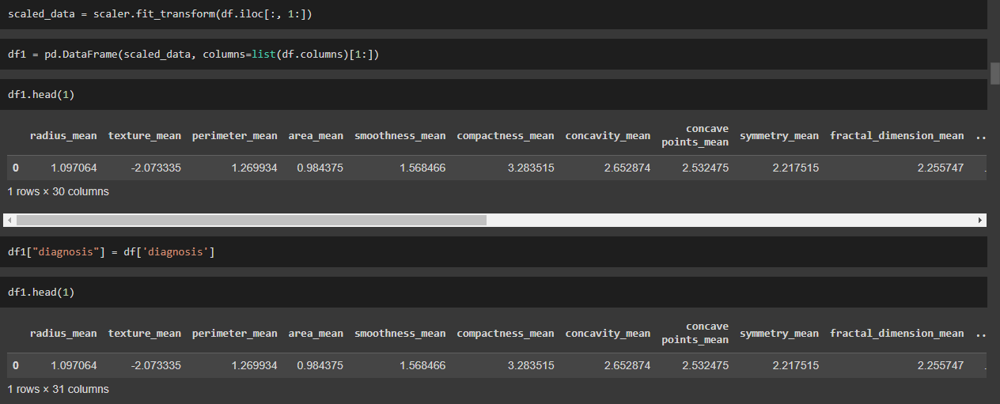 scaled_data = scaler.fit_transform(df.iloc[:, 1:])
df1 = pd.DataFrame(scaled_data, columns=list(df.columns)[1:])
df1.head(1)
radius_mean texture_mean perimeter_mean area_mean smoothness_mean compactness_mean concavity_mean concave points_mean symmetry_mean fractal_dimension_mean ..
0 1.097064 -2.073335 1.269934 0.984375 1.568466 3.283515 2.652874 2.532475 2.217515 2.255747 .
1 rows × 30 columns
df1["diagnosis"] = df['diagnosis']
df1.head(1)
radius_mean texture_mean perimeter_mean area_mean smoothness_mean compactness_mean concavity_mean concave points_mean symmetry_mean fractal_dimension_mean ..
0 1.097064 -2.073335 1.269934 0.984375 1.568466 3.283515 2.652874 2.532475 2.217515 2.255747 .
1 rows × 31 columns